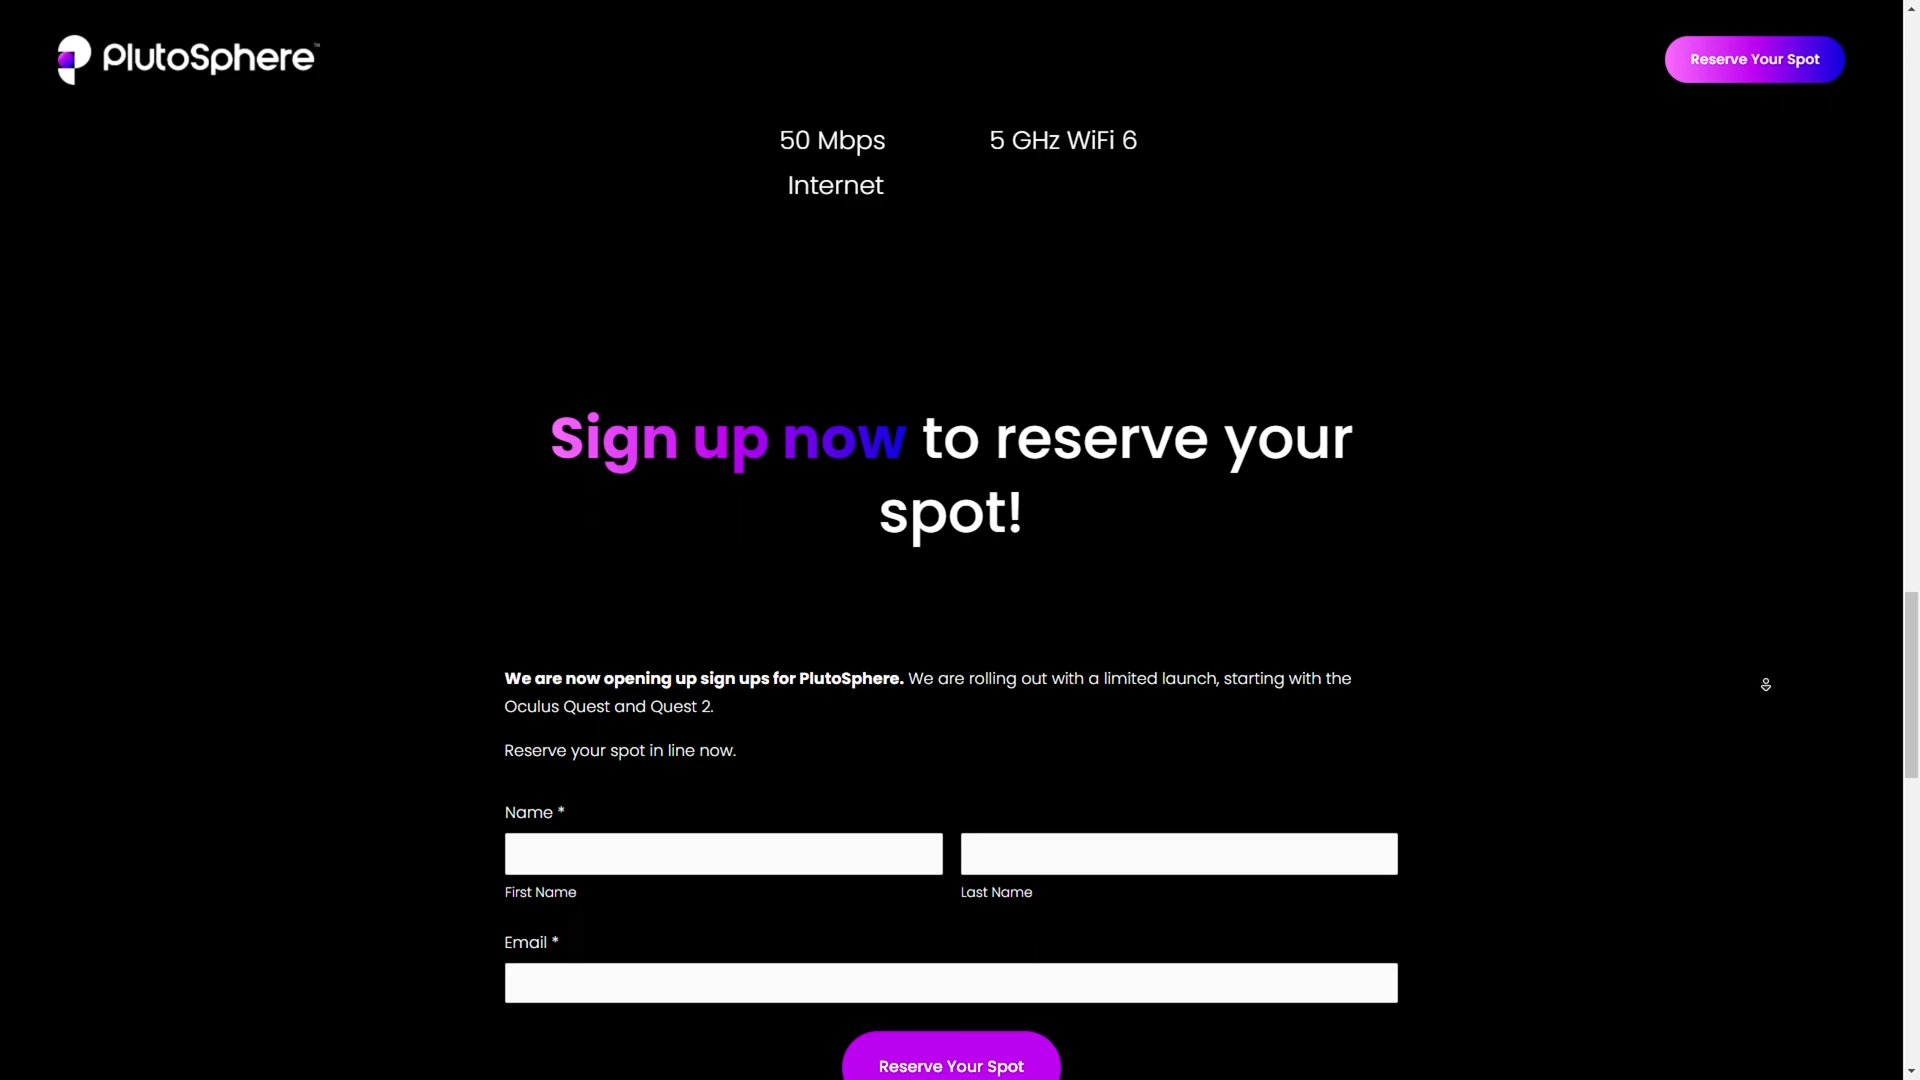 PlutoSphere™
Reserve Your Spot
50 Mbps
Internet
5 GHz WiFi 6
Sign up now to reserve your
spot!
We are now opening up sign ups for PlutoSphere. We are rolling out with a limited launch, starting with the
Oculus Quest and Quest 2.
Reserve your spot in line now.
Name *
First Name
Last Name
Email *
Reserve Your Spot